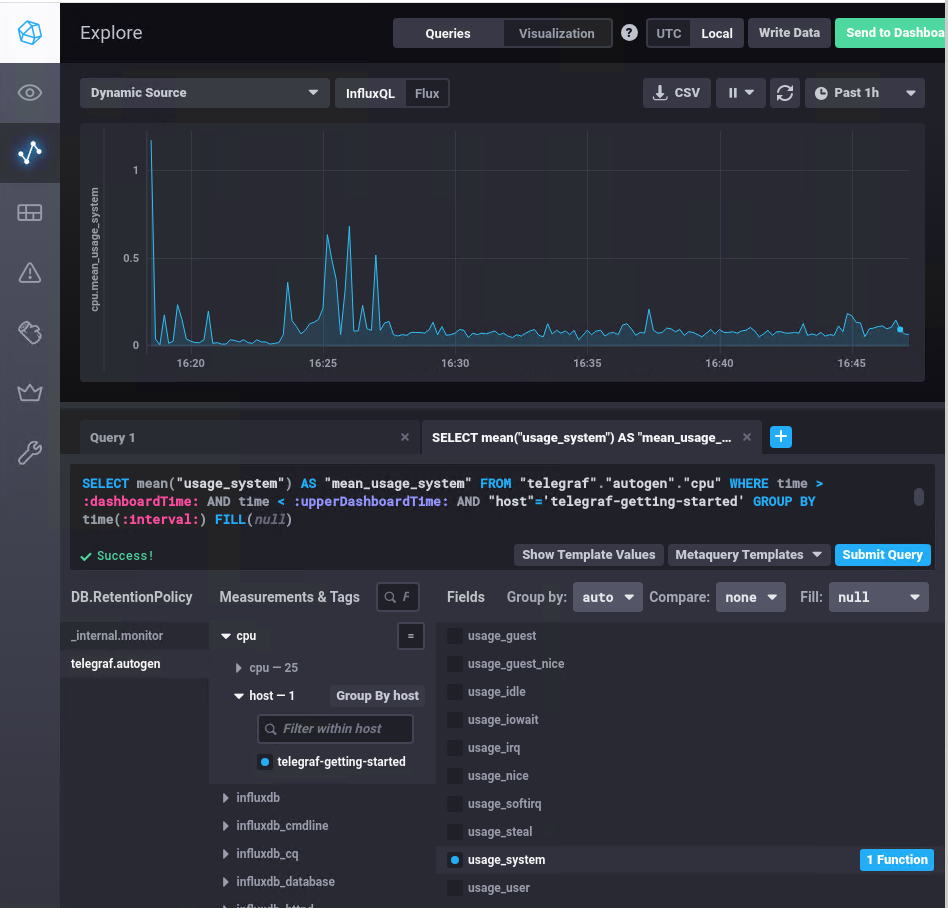 Explore
Queries
Visualization
?
UTC
Local
Write Data
Send to Dashboa
Dynamic Source
InfluxQL
Flux
CSV
Past 1h
cpu.mean_usage_system
1
0.5
0
16:20
16:25
16:30
16:35
16:40
16:45
Query 1 ×
SELECT mean("usage_system") AS "mean_usage_... ×
+
SELECT mean("usage_system") AS "mean_usage_system" FROM "telegraf"."autogen"."cpu" WHERE time >
:dashboardTime: AND time < :upperDashboardTime: AND "host"='telegraf-getting-started' GROUP BY
time(:interval:) FILL(null)
Success!
Show Template Values
Metaquery Templates
Submit Query
DB.RetentionPolicy
Measurements & Tags
F
Fields
Group by:
auto
Compare:
none
Fill:
null
_internal.monitor
telegraf.autogen
cpu
=
cpu — 25
host — 1
Group By host
Filter within host
telegraf-getting-started
influxdb
influxdb_cmdline
influxdb_cq
influxdb_database
influxdb_httpd
usage_guest
usage_guest_nice
usage_idle
usage_iowait
usage_irq
usage_nice
usage_softirq
usage_steal
usage_system
1 Function
usage_user